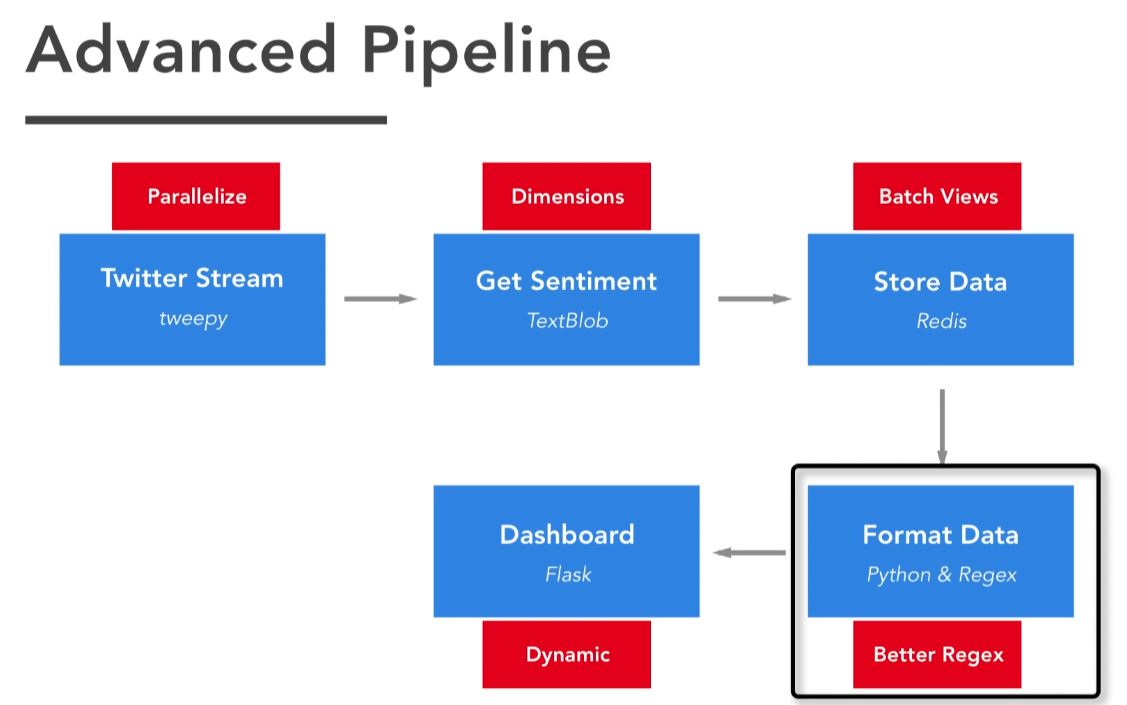 Advanced Pipeline
Parallelize
Twitter Stream
tweepy
Dimensions
Get Sentiment
TextBlob
Batch Views
Store Data
Redis
Dashboard
Flask
Dynamic
Format Data
Python & Regex
Better Regex